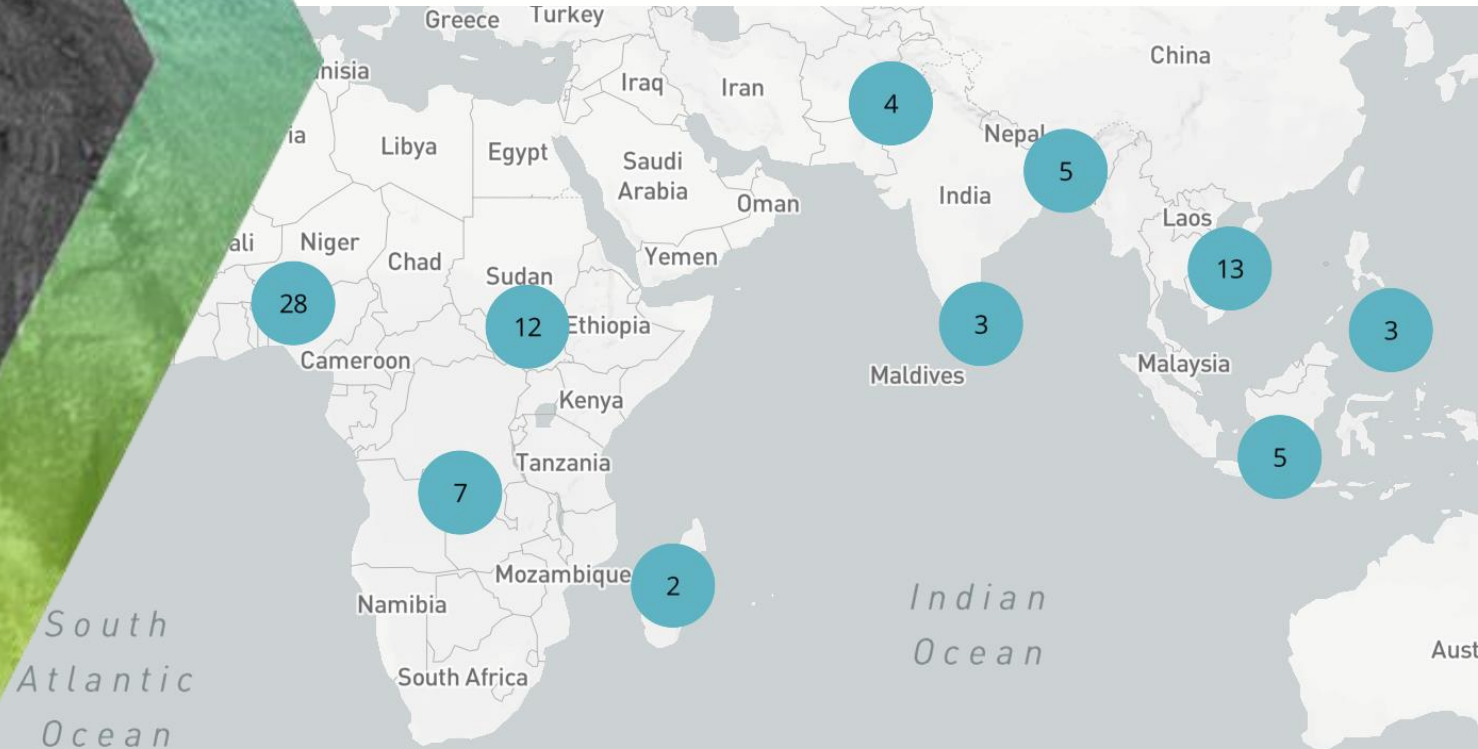 Greece
Turkey
China
nisia
Iraq
Iran
4
ia
Libya
Egypt
Nepal
Saudi
Arabia
5
India
Oman
Laos
ali
Niger
Chad
Yemen
13
Sudan
28
12
Ethiopia
3
3
Cameroon
Malaysia
Maldives
Kenya
5
Tanzania
7
Mozambique
2
Namibia
Indian
Ocean
South
Atlantic
Ocean
South Africa
Aust